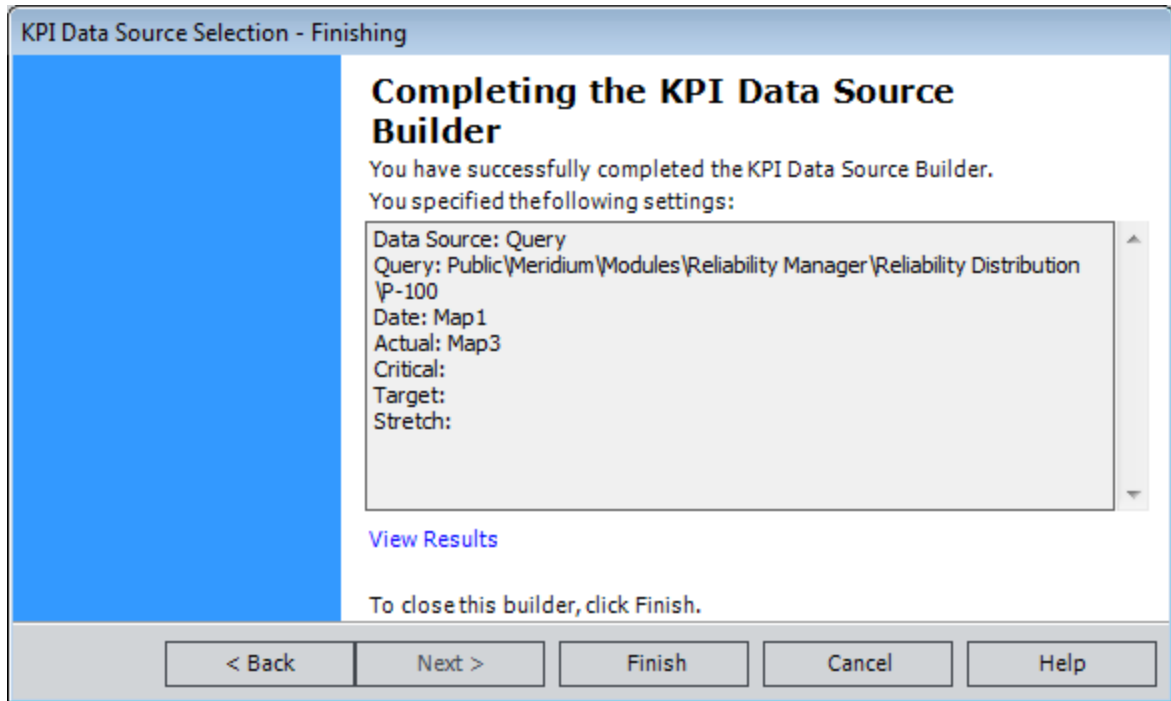 KPI Data Source Selection - Finishing
Completing the KPI Data Source
Builder
You have successfully completed the KPI Data Source Builder.
You specified the following settings:
Data Source: Query
Query: Public\Meridium\Modules\Reliability Manager\Reliability Distribution
\P-100
Date: Map1
Actual: Map3
Critical:
Target:
Stretch:
View Results
To close this builder, click Finish.
< Back Next > Finish Cancel Help